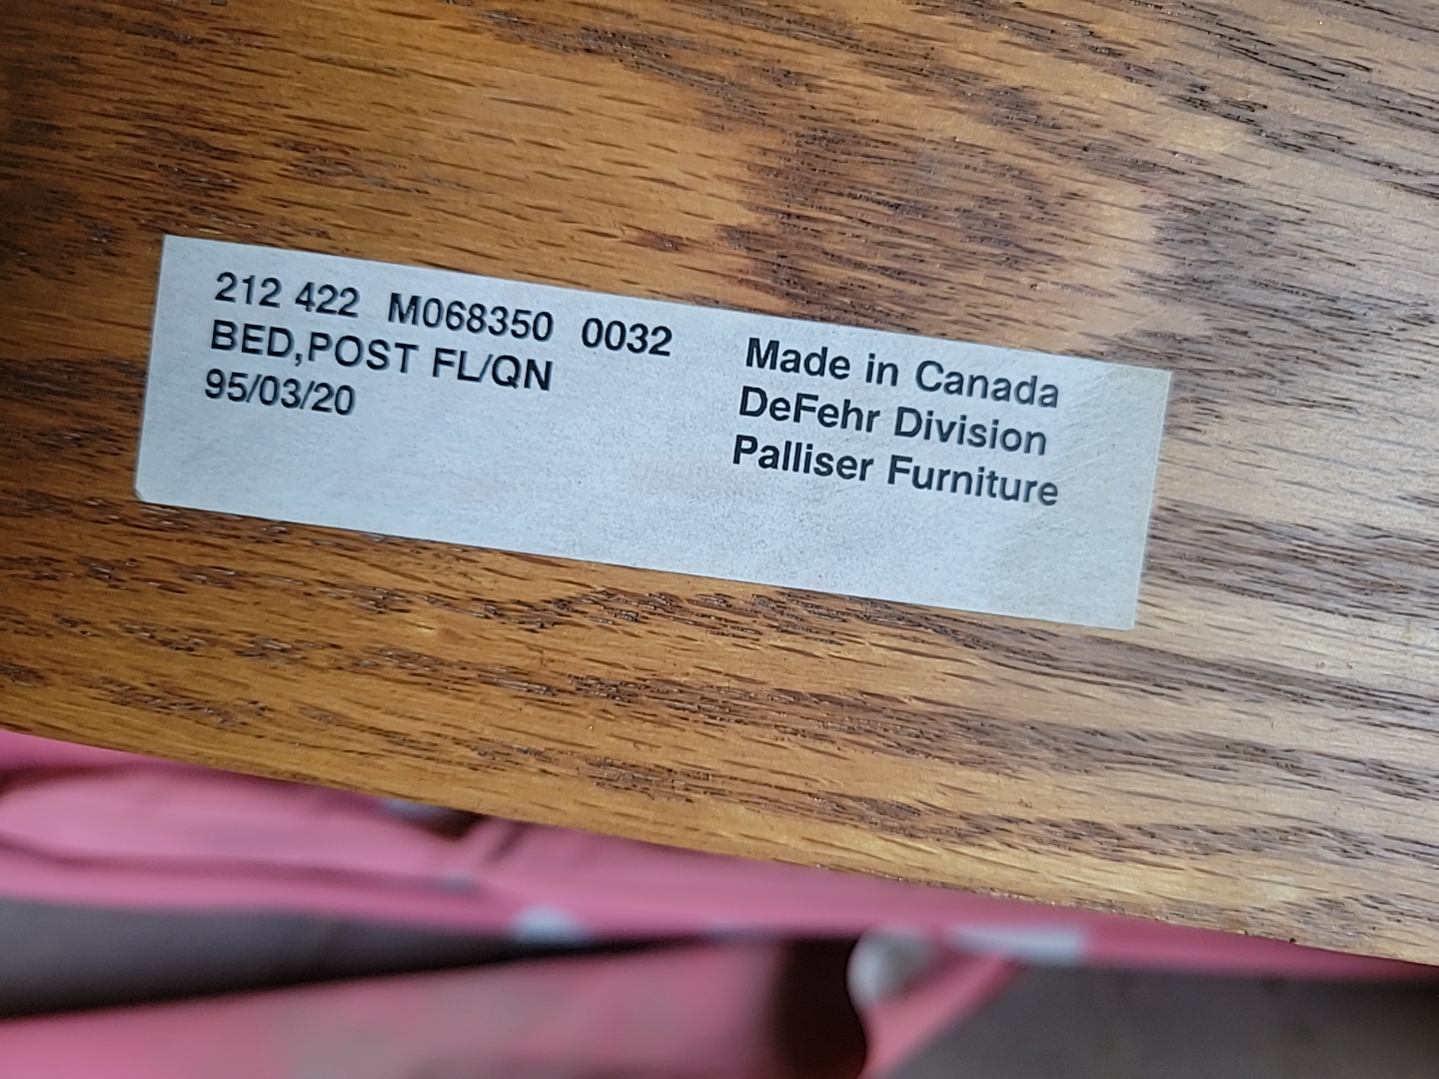 212 422 M068350 0032
BED,POST FL/QN
95/03/20
Made in Canada
DeFehr Division
Palliser Furniture